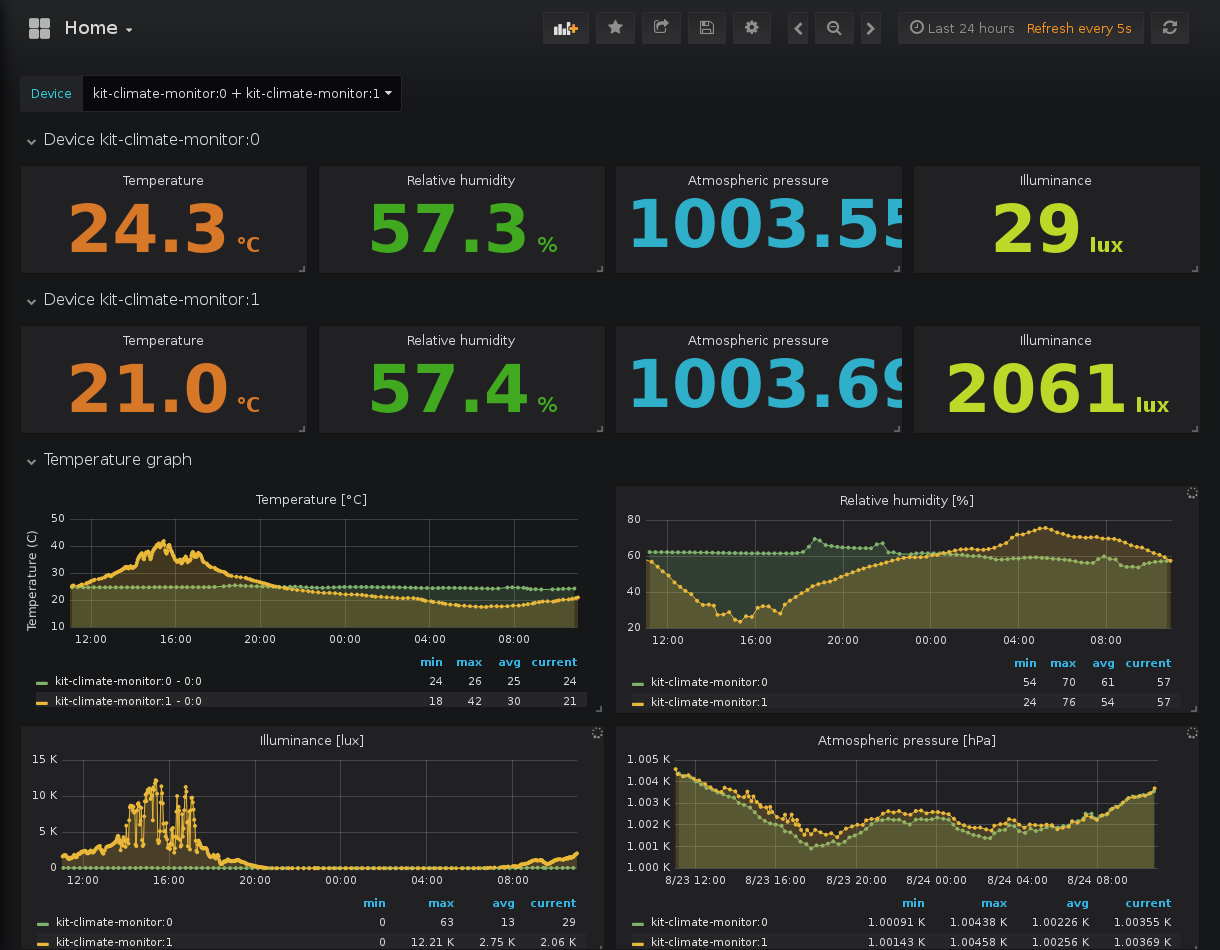 Home
Last 24 hours Refresh every 5s
Device kit-climate-monitor:0 + kit-climate-monitor:1
Device kit-climate-monitor:0
Temperature Relative humidity Atmospheric pressure Illuminance
24.3 °C 57.3 % 1003.55 29 lux
Device kit-climate-monitor:1
Temperature Relative humidity Atmospheric pressure Illuminance
21.0 °C 57.4 % 1003.69 2061 lux
Temperature graph
Temperature [°C]
Temperature (C)
50
40
30
20
10
12:00 16:00 20:00 00:00 04:00 08:00
min max avg current
kit-climate-monitor:0 - 0:0 24 26 25 24
kit-climate-monitor:1 - 0:0 18 42 30 21
Relative humidity [%]
80
60
40
20
12:00 16:00 20:00 00:00 04:00 08:00
min max avg current
kit-climate-monitor:0 54 70 61 57
kit-climate-monitor:1 24 76 54 57
Illuminance [lux]
15 K
10 K
5 K
0
12:00 16:00 20:00 00:00 04:00 08:00
min max avg current
kit-climate-monitor:0 0 63 13 29
kit-climate-monitor:1 0 12.21 K 2.75 K 2.06 K
Atmospheric pressure [hPa]
1.005 K
1.004 K
1.003 K
1.002 K
1.001 K
1.000 K
8/23 12:00 8/23 16:00 8/23 20:00 8/24 00:00 8/24 04:00 8/24 08:00
min max avg current
kit-climate-monitor:0 1.00091 K 1.00438 K 1.00226 K 1.00355 K
kit-climate-monitor:1 1.00143 K 1.00458 K 1.00256 K 1.00369 K